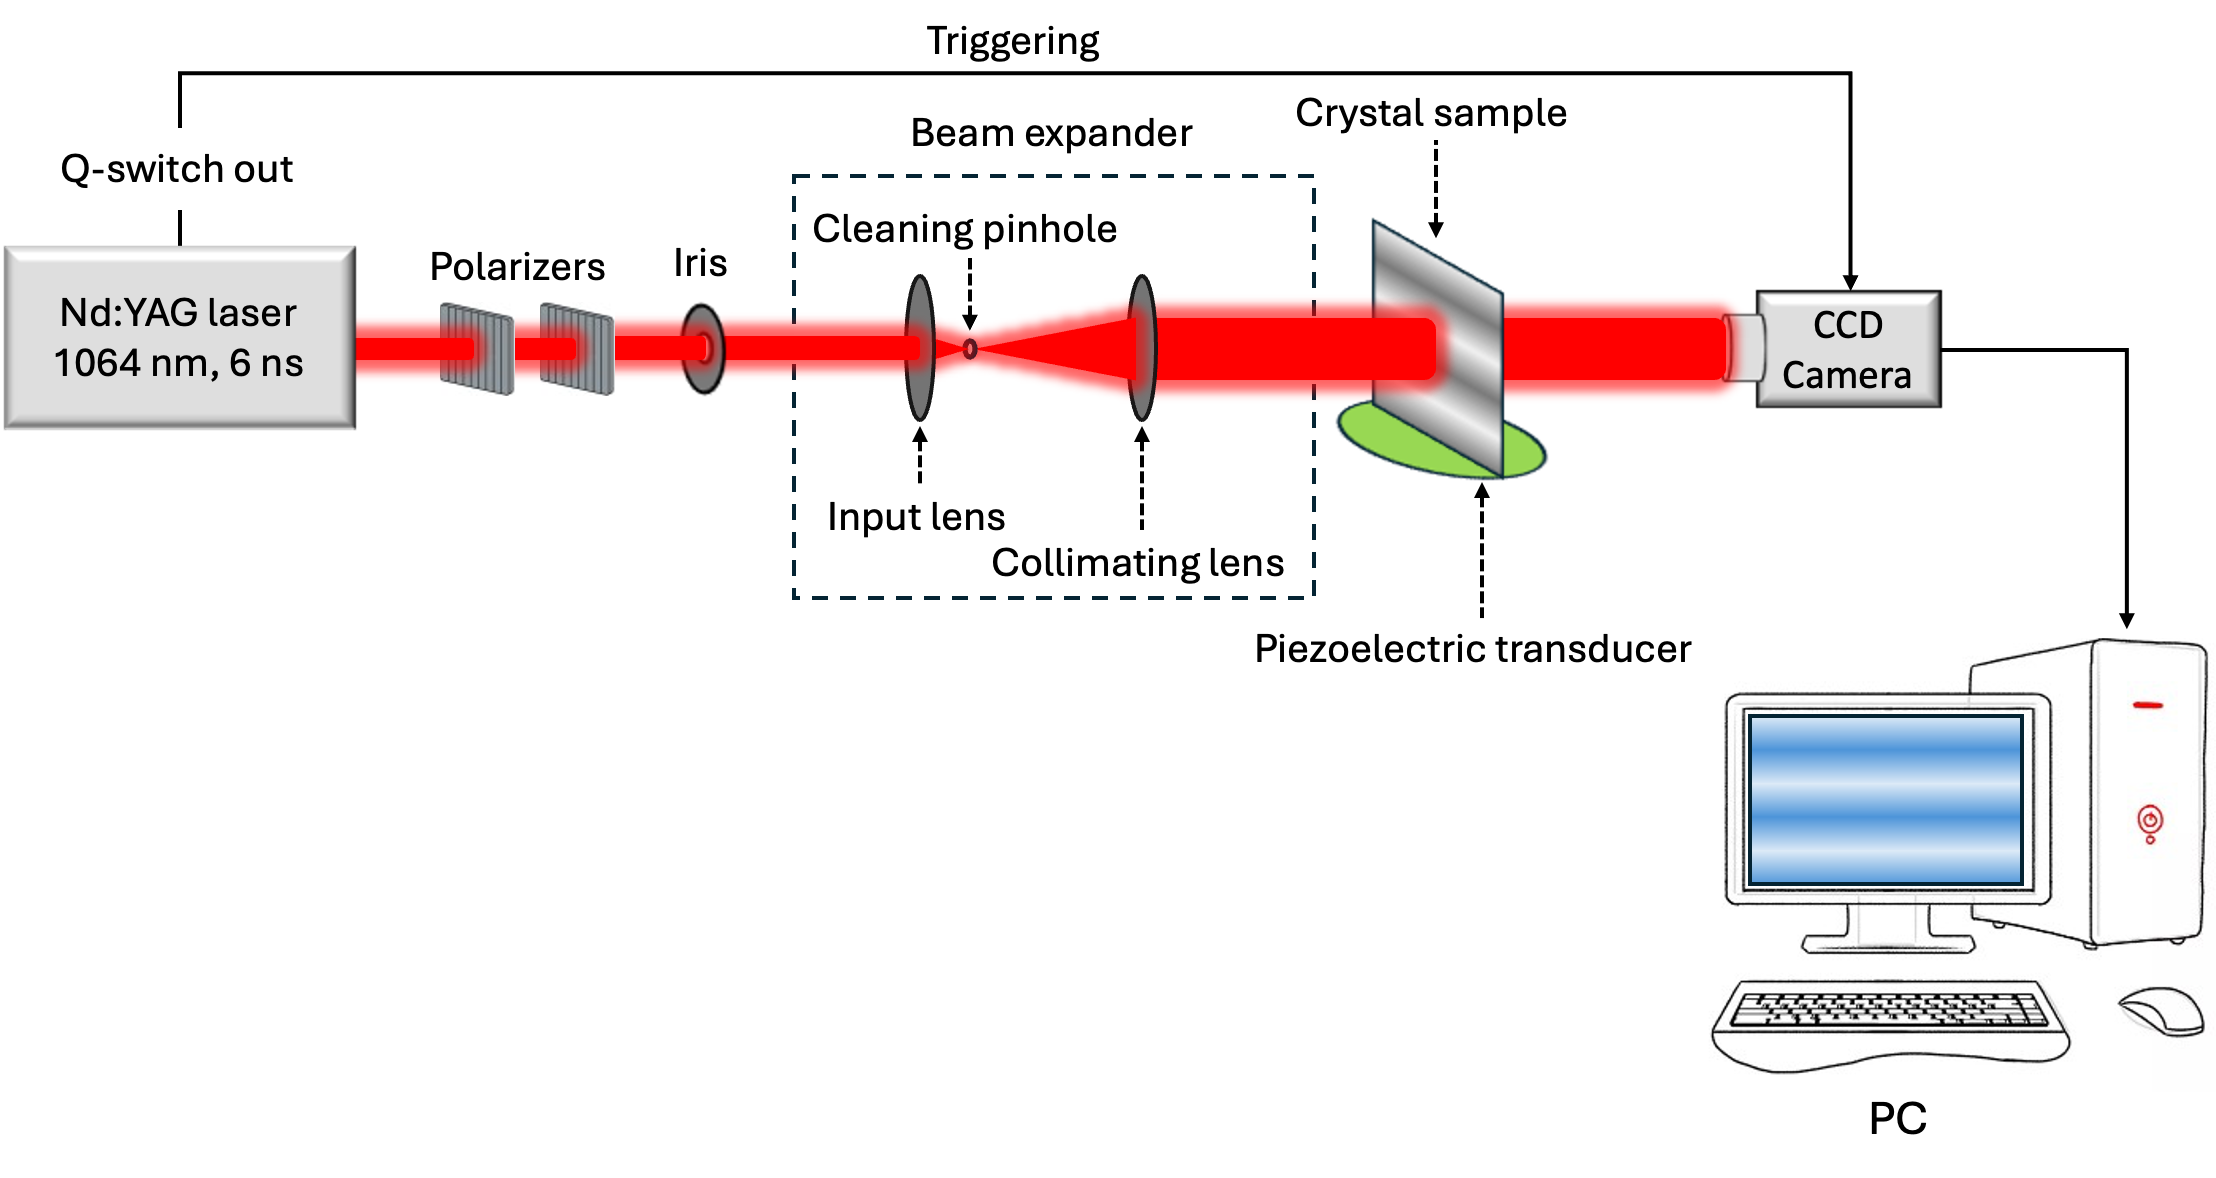 Triggering
Crystal sample
Beam expander
Q-switch out
Cleaning pinhole
Polarizers
Iris
Nd:YAG laser
1064 nm, 6 ns
CCD
Camera
Input lens
Collimating lens
Piezoelectric transducer
PC